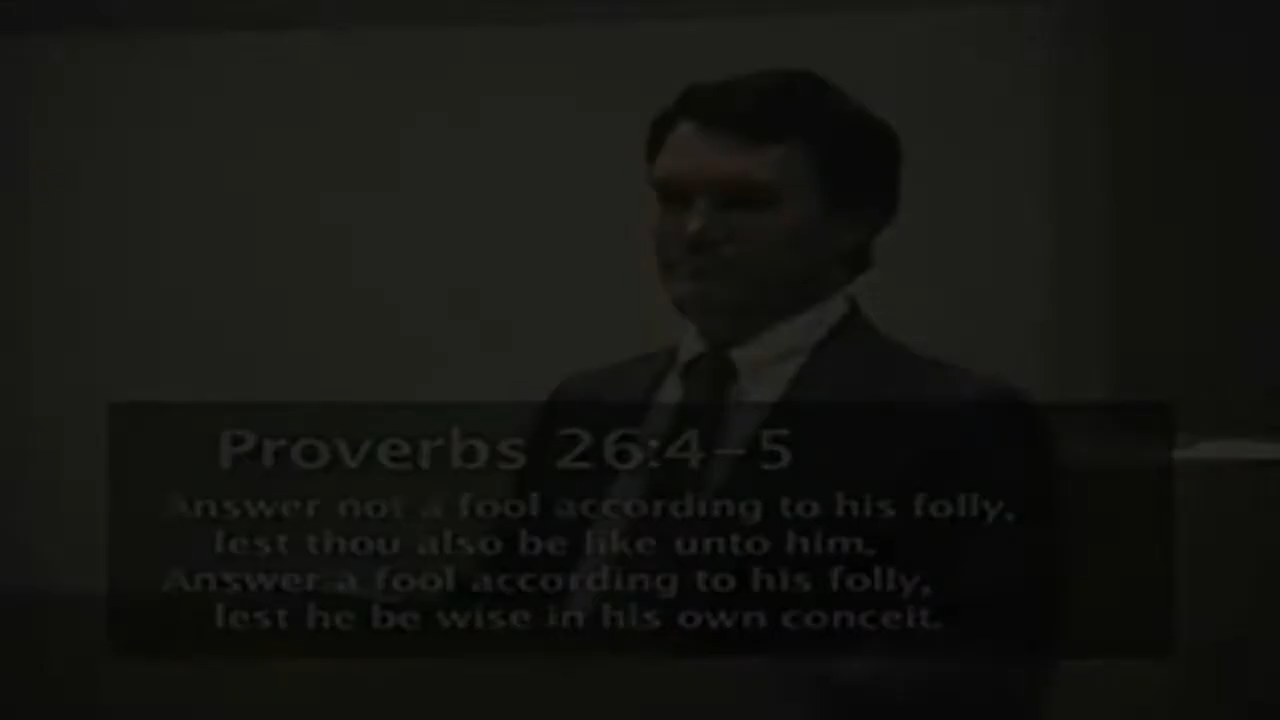 Proverbs 26:4–5
Answer not a fool according to his folly,
lest thou also be like unto him.
Answer a fool according to his folly,
lest he be wise in his own conceit.